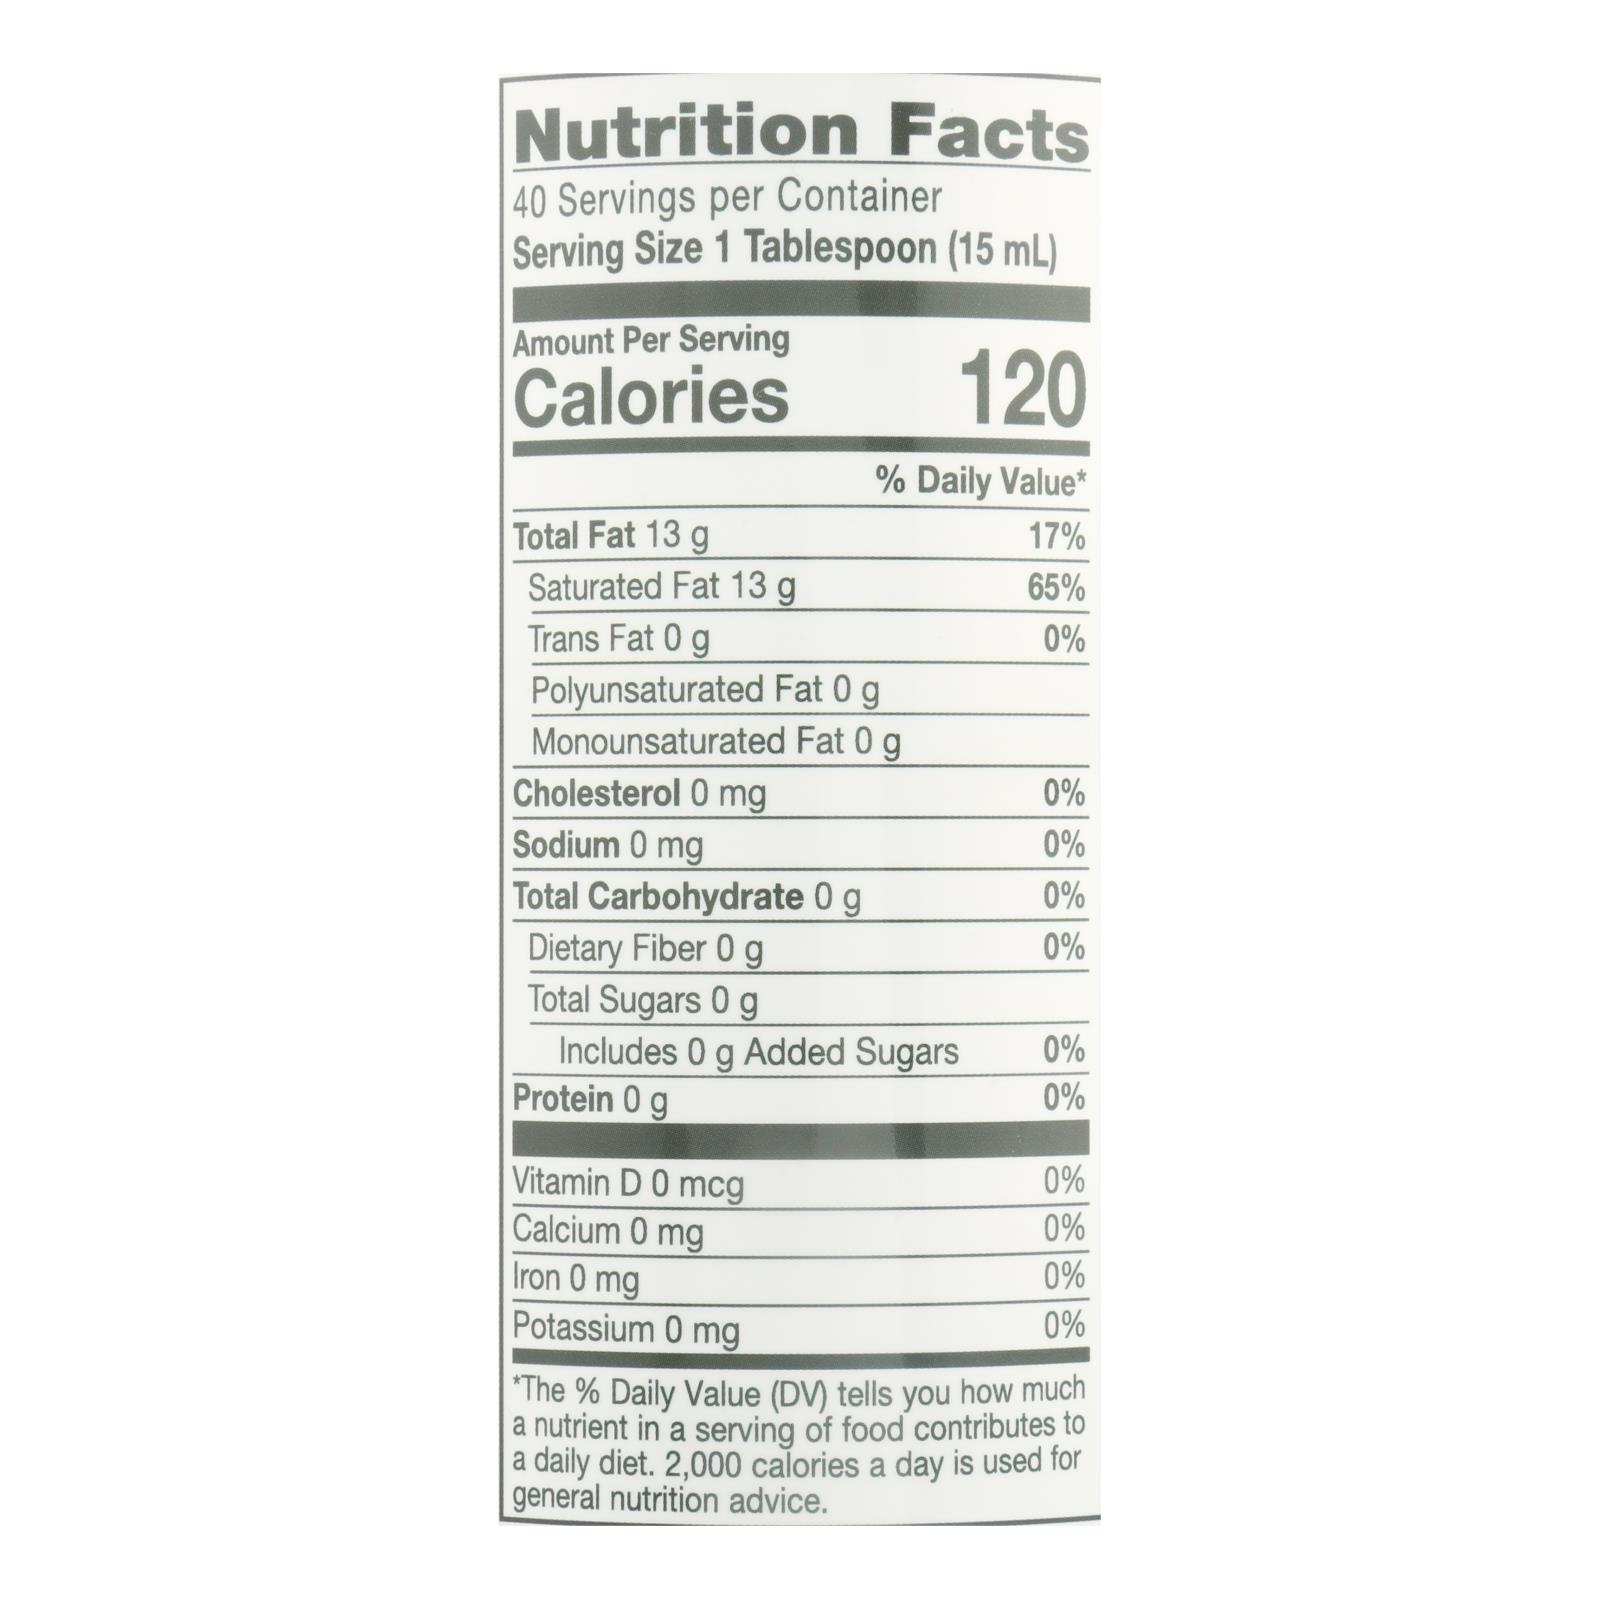 Nutrition Facts
40 Servings per Container
Serving Size 1 Tablespoon (15 mL)
Amount Per Serving
Calories 120
% Daily Value*
Total Fat 13 g 17%
Saturated Fat 13 g 65%
Trans Fat 0 g 0%
Polyunsaturated Fat 0 g
Monounsaturated Fat 0 g
Cholesterol 0 mg 0%
Sodium 0 mg 0%
Total Carbohydrate 0 g 0%
Dietary Fiber 0 g 0%
Total Sugars 0 g
Includes 0 g Added Sugars 0%
Protein 0 g 0%
Vitamin D 0 mcg 0%
Calcium 0 mg 0%
Iron 0 mg 0%
Potassium 0 mg 0%
*The % Daily Value (DV) tells you how much
a nutrient in a serving of food contributes to
a daily diet. 2,000 calories a day is used for
general nutrition advice.